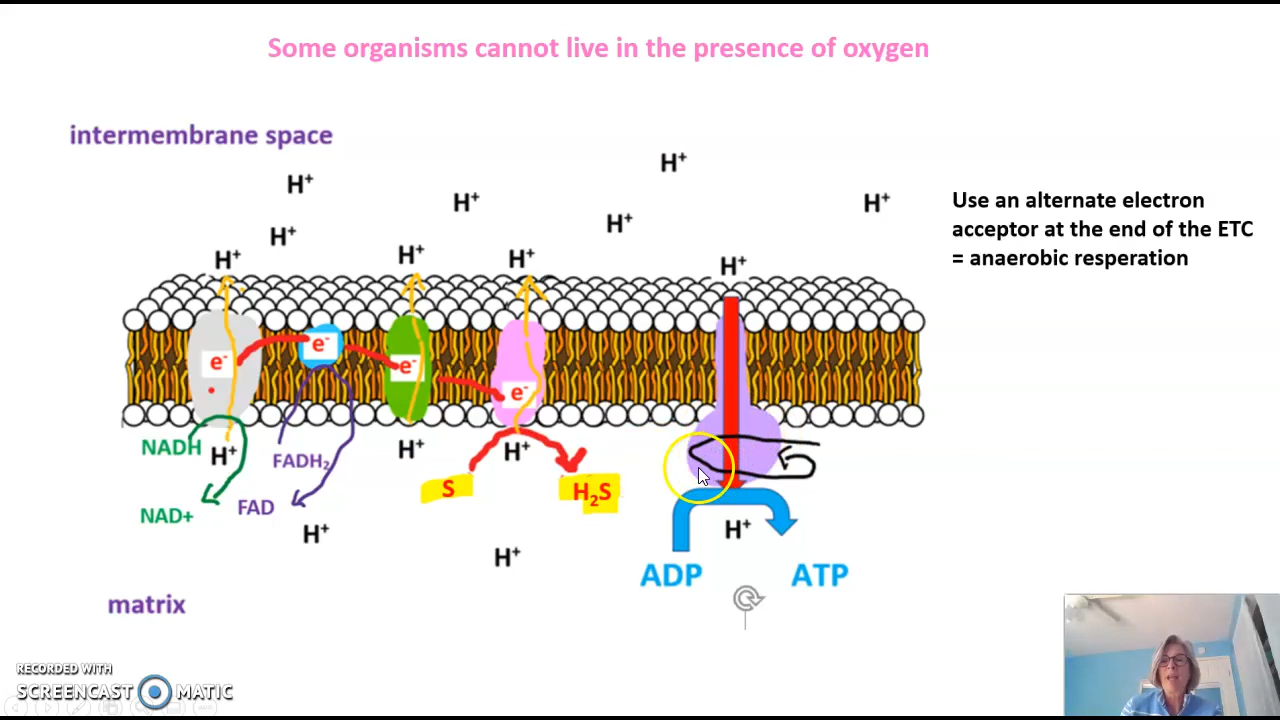 Some organisms cannot live in the presence of oxygen
intermembrane space
H⁺
H⁺
H⁺
H⁺
H⁺
H⁺
H⁺
H⁺
H⁺
H⁺
Use an alternate electron
acceptor at the end of the ETC
= anaerobic resperation
e⁻
e⁻
e⁻
e⁻
NADH
H⁺
FADH₂
H⁺
H⁺
S
H₂S
NAD+
FAD
H⁺
H⁺
H⁺
ADP
ATP
matrix
RECORDED WITH
SCREENCAST MATIC